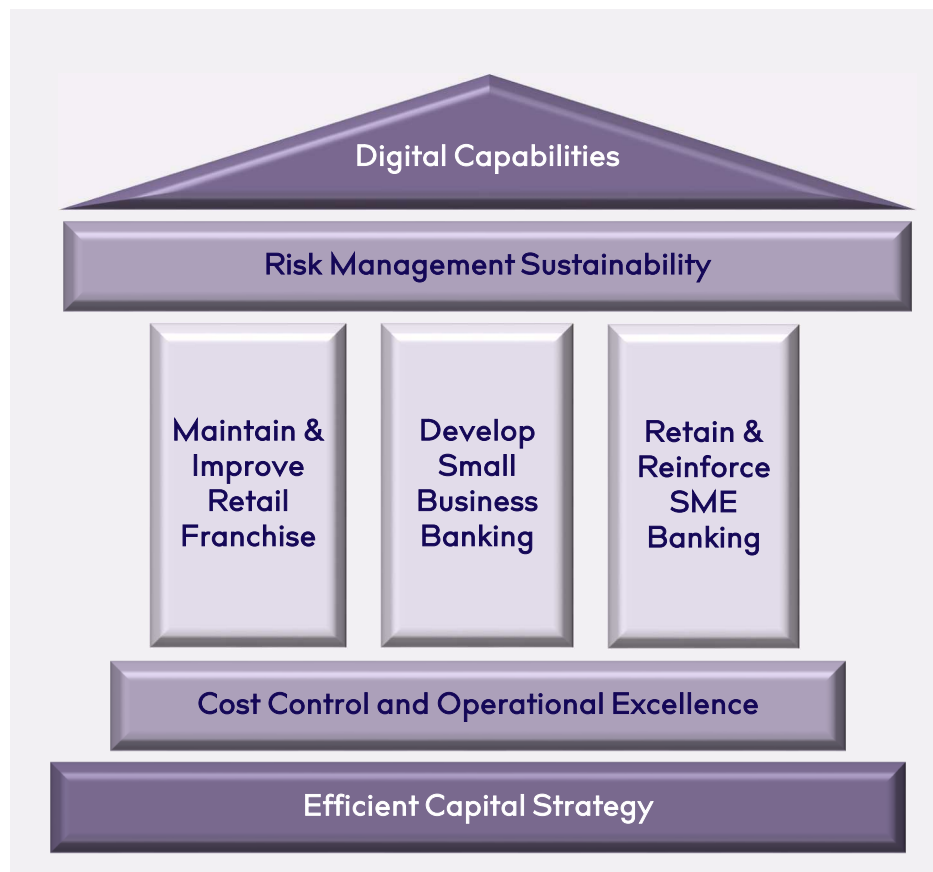 Digital Capabilities
Risk Management Sustainability
Maintain &
Improve
Retail
Franchise
Develop
Small
Business
Banking
Retain &
Reinforce
SME
Banking
Cost Control and Operational Excellence
Efficient Capital Strategy